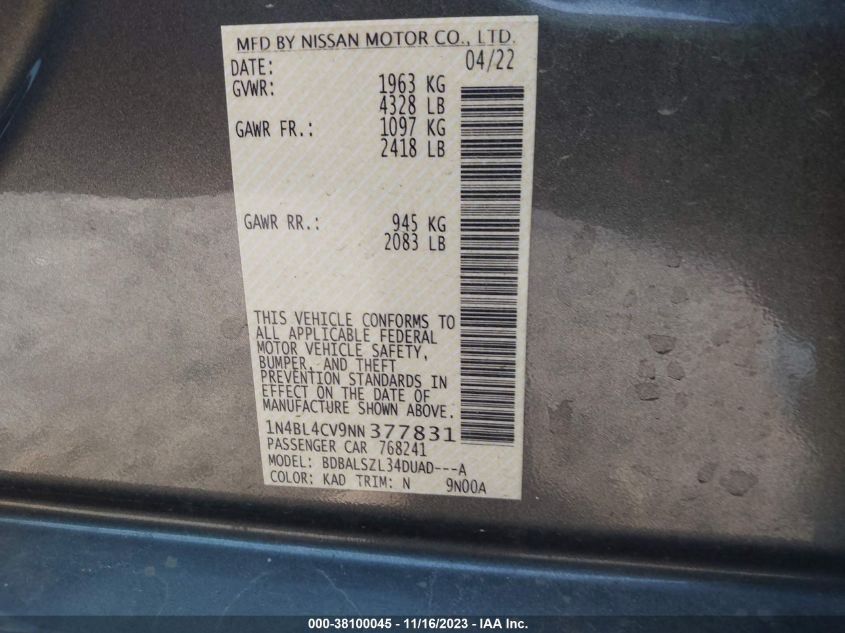 MFD BY NISSAN MOTOR CO., LTD.
DATE: 04/22
GVWR: 1963 KG
4328 LB
GAWR FR.: 1097 KG
2418 LB
GAWR RR.: 945 KG
2083 LB
THIS VEHICLE CONFORMS TO
ALL APPLICABLE FEDERAL
MOTOR VEHICLE SAFETY,
BUMPER, AND THEFT
PREVENTION STANDARDS IN
EFFECT ON THE DATE OF
MANUFACTURE SHOWN ABOVE.
1N4BL4CV9NN377831
PASSENGER CAR 768241
MODEL: BDBALSZL34DUAD---A
COLOR: KAD TRIM: N 9N00A
000-38100045 - 11/16/2023 - IAA Inc.